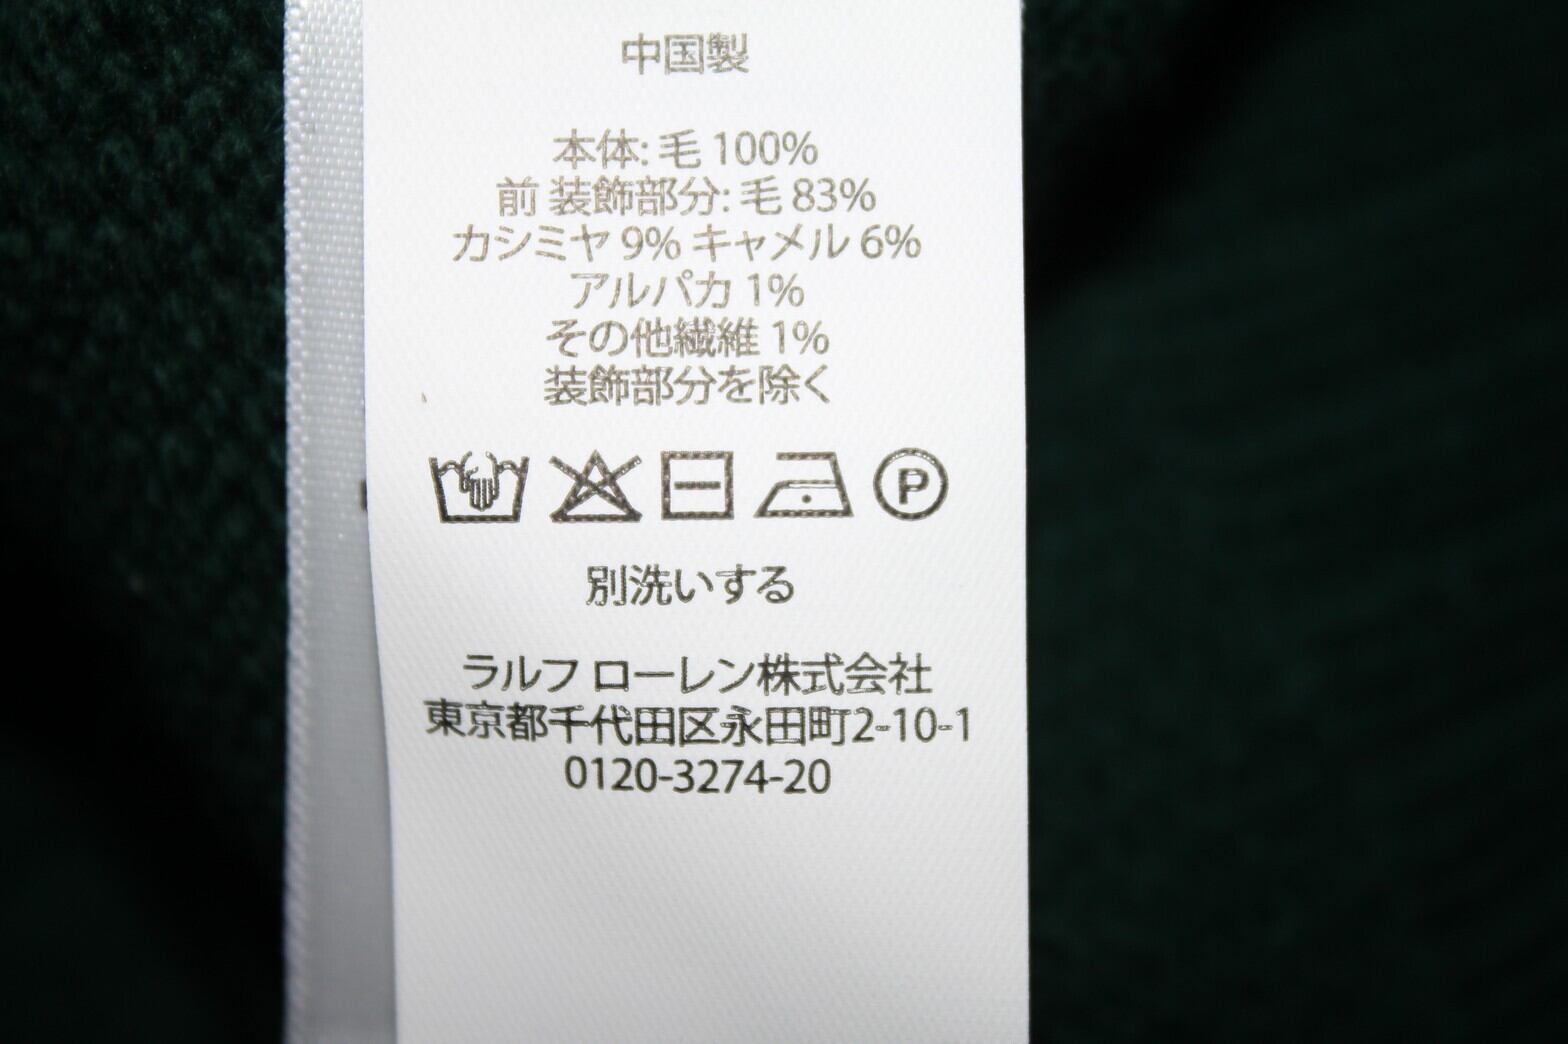 中国製
本体: 毛 100%
前 装飾部分: 毛 83%
カシミヤ 9% キャメル 6%
アルパカ 1%
その他繊維 1%
装飾部分を除く
P
別洗いする
ラルフ ローレン株式会社
東京都千代田区永田町2-10-1
0120-3274-20